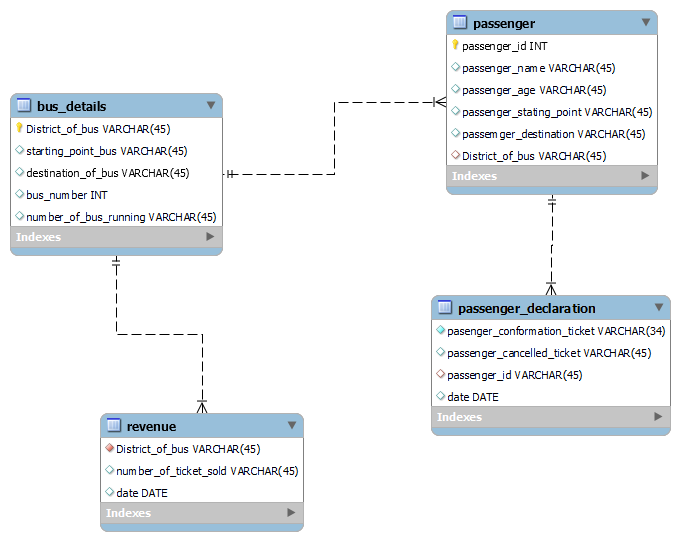 passenger
passenger_id INT
passenger_name VARCHAR(45)
passenger_age VARCHAR(45)
passenger_stating_point VARCHAR(45)
passemger_destination VARCHAR(45)
District_of_bus VARCHAR(45)
Indexes
bus_details
District_of_bus VARCHAR(45)
starting_point_bus VARCHAR(45)
destination_of_bus VARCHAR(45)
bus_number INT
number_of_bus_running VARCHAR(45)
Indexes
passenger_declaration
pasenger_conformation_ticket VARCHAR(34)
passenger_cancelled_ticket VARCHAR(45)
passenger_id VARCHAR(45)
date DATE
Indexes
revenue
District_of_bus VARCHAR(45)
number_of_ticket_sold VARCHAR(45)
date DATE
Indexes